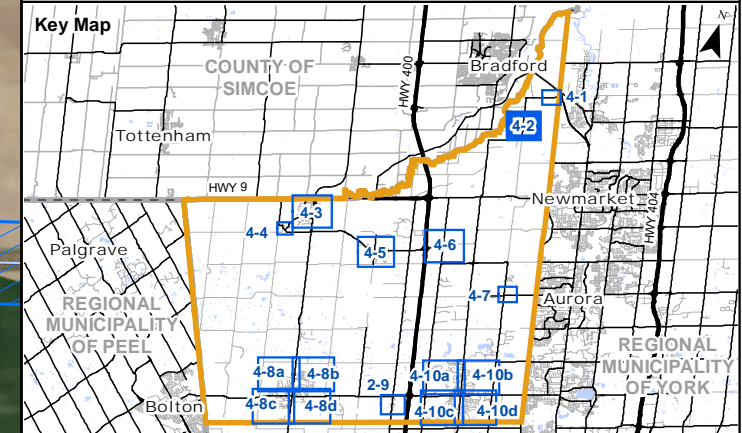 Key Map
N
COUNTY OF
SIMCOE
HWY 400
Bradford
4-1
4-2
Tottenham
HWY 9
Newmarket
HWY 404
4-3
4-4
4-5
4-6
Palgrave
4-7
Aurora
REGIONAL
MUNICIPALITY
OF PEEL
REGIONAL
MUNICIPALITY
OF YORK
4-8a
4-8b
2-9
4-10a
4-10b
Bolton
4-8c
4-8d
4-10c
4-10d